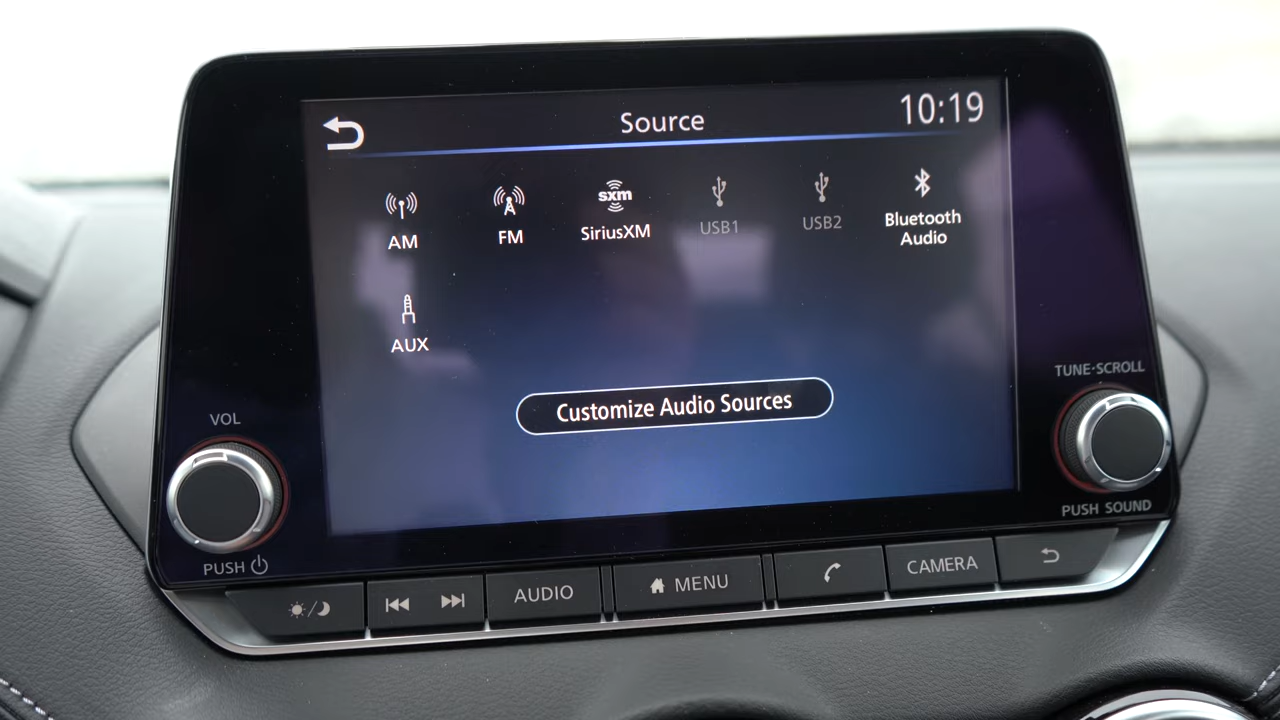 Source
10:19
AM
FM
sxm
SiriusXM
USB1
USB2
Bluetooth
Audio
AUX
Customize Audio Sources
VOL
PUSH
TUNE·SCROLL
PUSH SOUND
AUDIO
MENU
CAMERA